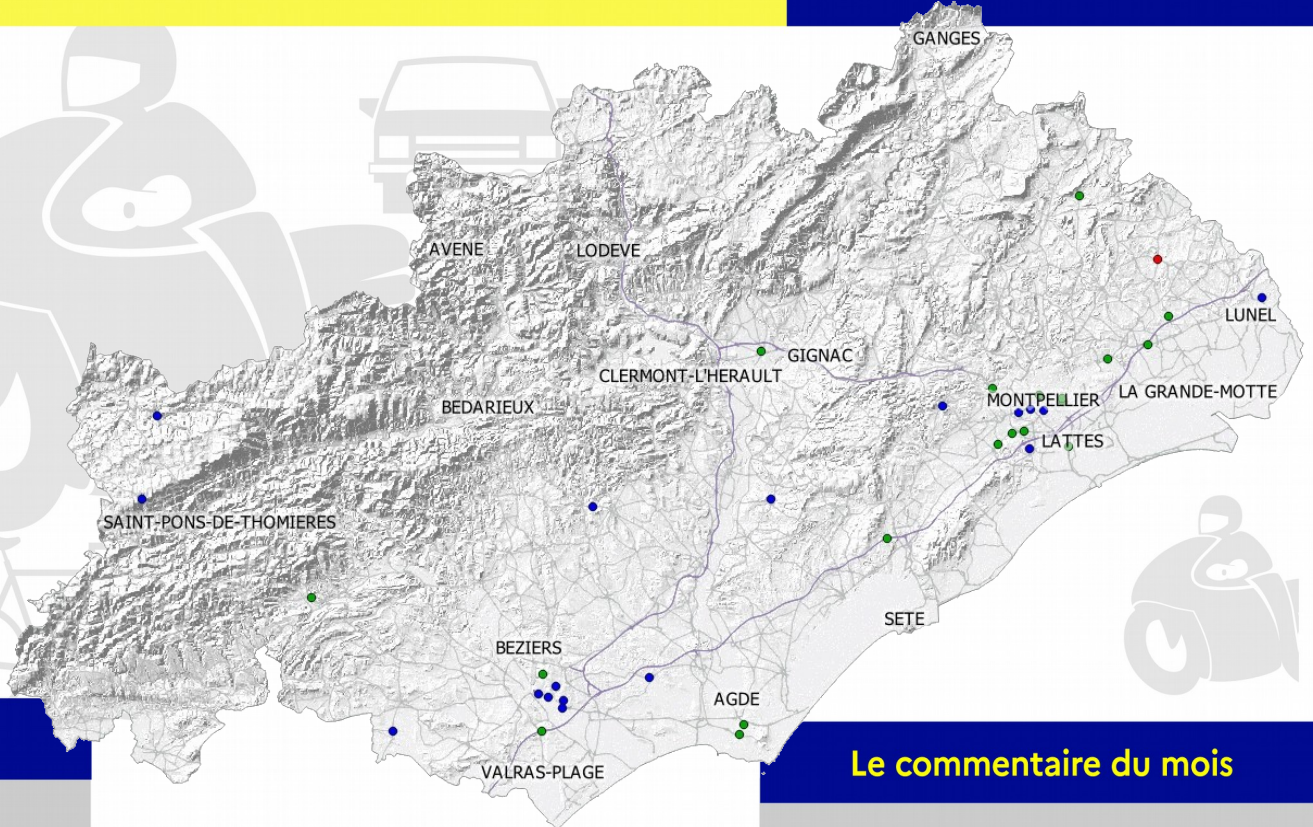 GANGES
AVENE
LODEVE
LUNEL
GIGNAC
CLERMONT-L'HERAULT
LA GRANDE-MOTTE
MONTPELLIER
BEDARIEUX
LATTES
SAINT-PONS-DE-THOMIERES
SETE
BEZIERS
AGDE
VALRAS-PLAGE
Le commentaire du mois